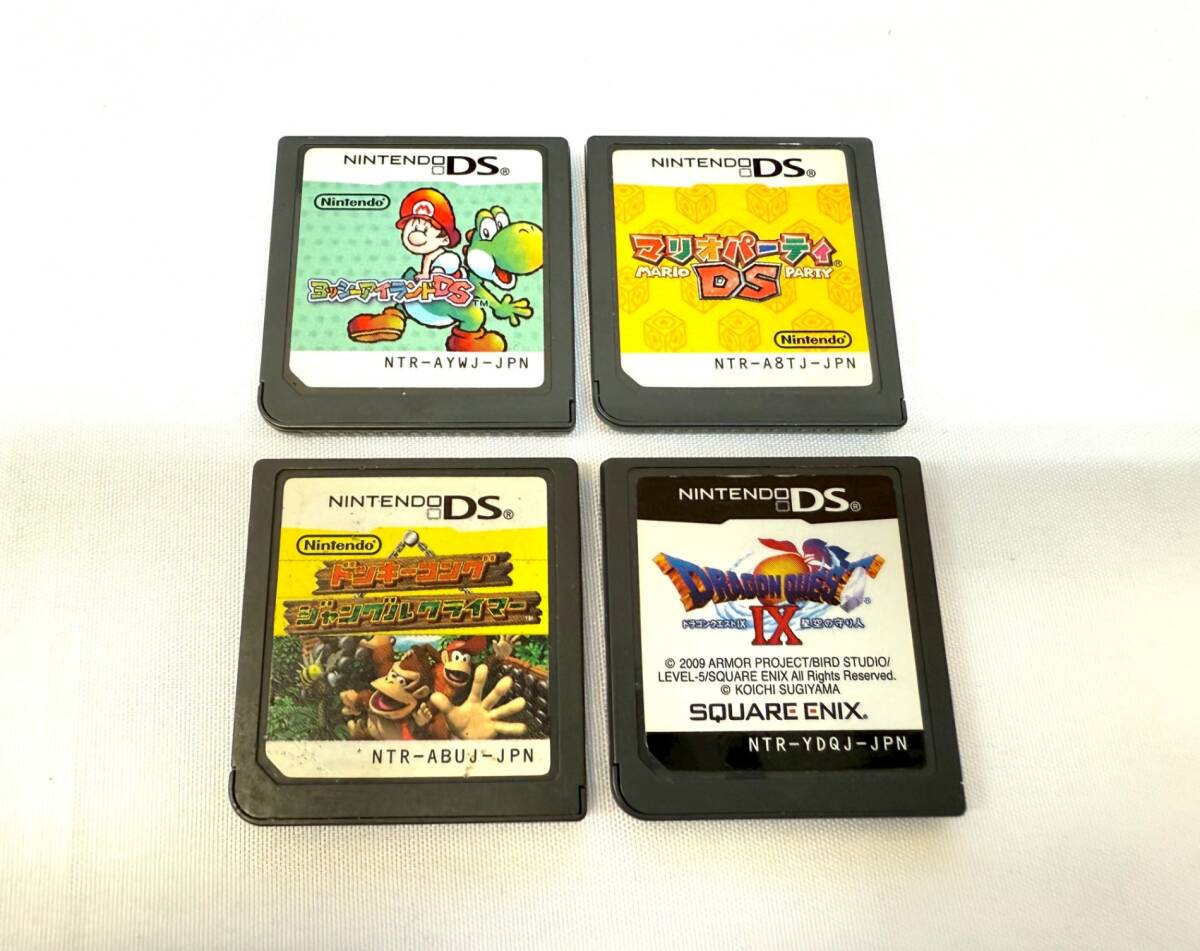 NINTENDO DS®
Nintendo®
ヨッシーアイランドDS™
NTR-AYWJ-JPN
NINTENDO DS®
マリオパーティ®
MARIO DS PARTY
Nintendo®
NTR-A8TJ-JPN
NINTENDO DS®
Nintendo®
ドンキーコング
ジャングルクライマー™
NTR-ABUJ-JPN
NINTENDO DS®
DRAGON QUEST®
ドラゴンクエストIX IX 星空の守り人
© 2009 ARMOR PROJECT/BIRD STUDIO/
LEVEL-5/SQUARE ENIX All Rights Reserved.
© KOICHI SUGIYAMA
SQUARE ENIX®
NTR-YDQJ-JPN